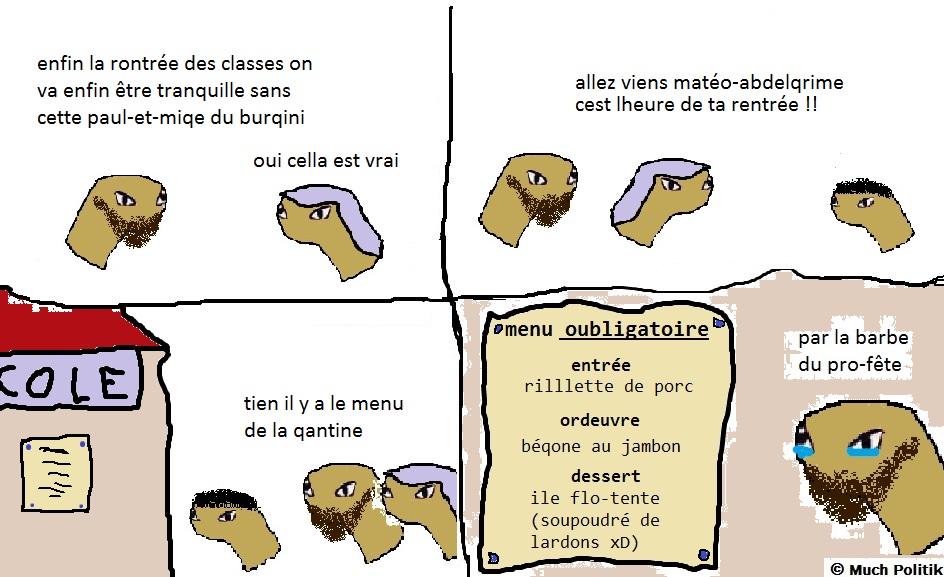 enfin la rontrée des classes on
va enfin être tranquille sans
cette paul-et-miqe du burqini
oui cella est vrai
allez viens matéo-abdelqrime
cest lheure de ta rentrée !!
COLE
tien il y a le menu
de la qantine
menu oubligatoire
entrée
rilllette de porc
ordeuvre
béqone au jambon
dessert
ile flo-tente
(soupoudré de
lardons xD)
par la barbe
du pro-fête
© Much Politik